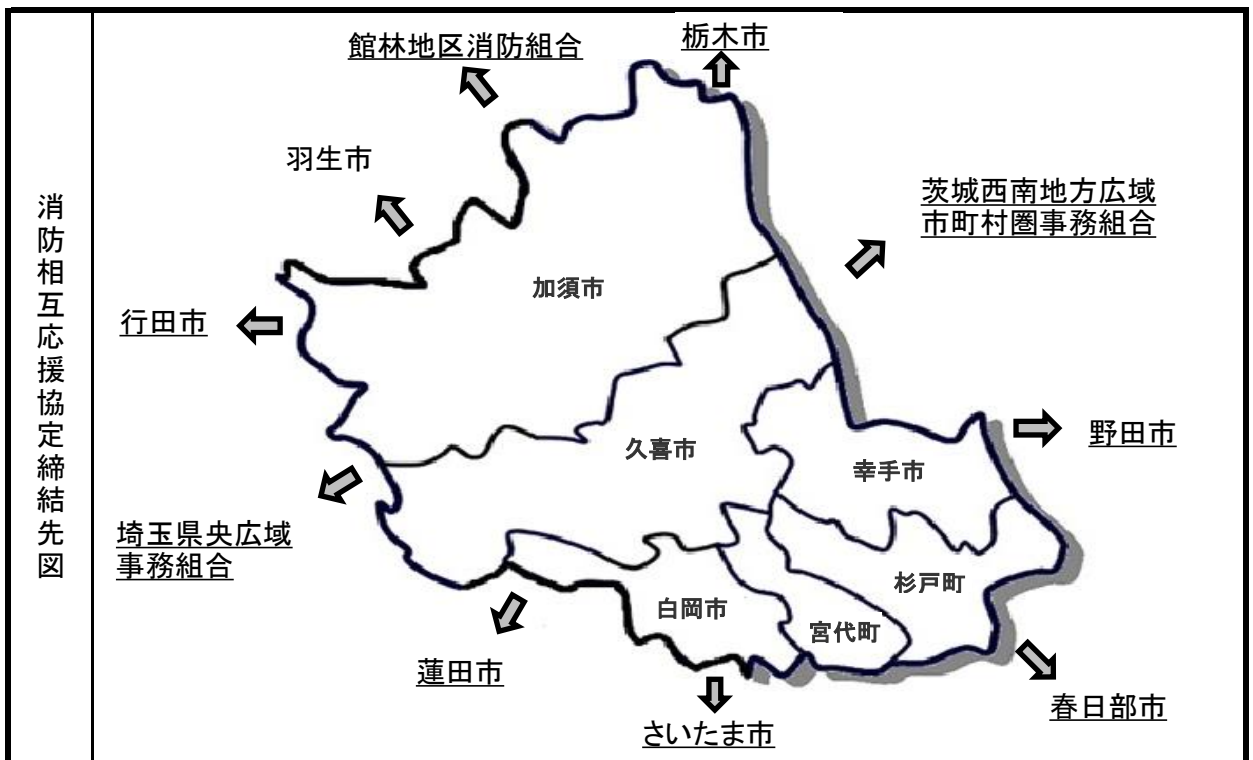 消防相互応援協定締結先図
館林地区消防組合
栃木市
羽生市
茨城西南地方広域
市町村圏事務組合
加須市
行田市
野田市
久喜市
幸手市
埼玉県央広域
事務組合
杉戸町
白岡市
宮代町
蓮田市
春日部市
さいたま市